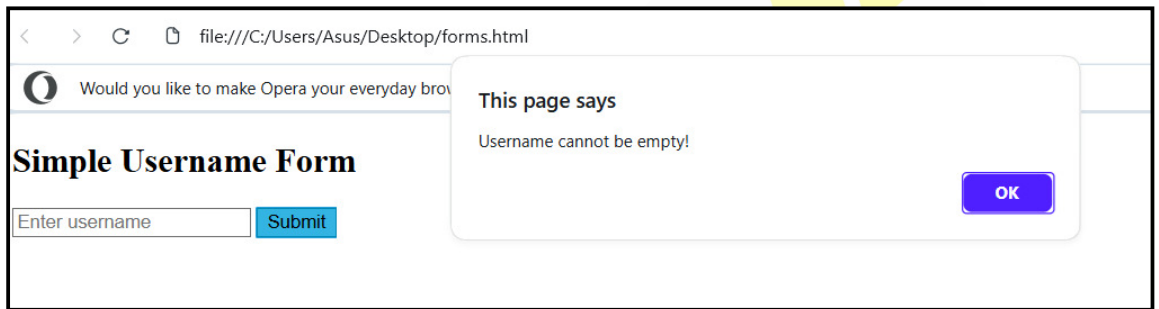 file:///C:/Users/Asus/Desktop/forms.html
Would you like to make Opera your everyday
This page says
Username cannot be empty!
OK
Simple Username Form
Enter username
Submit